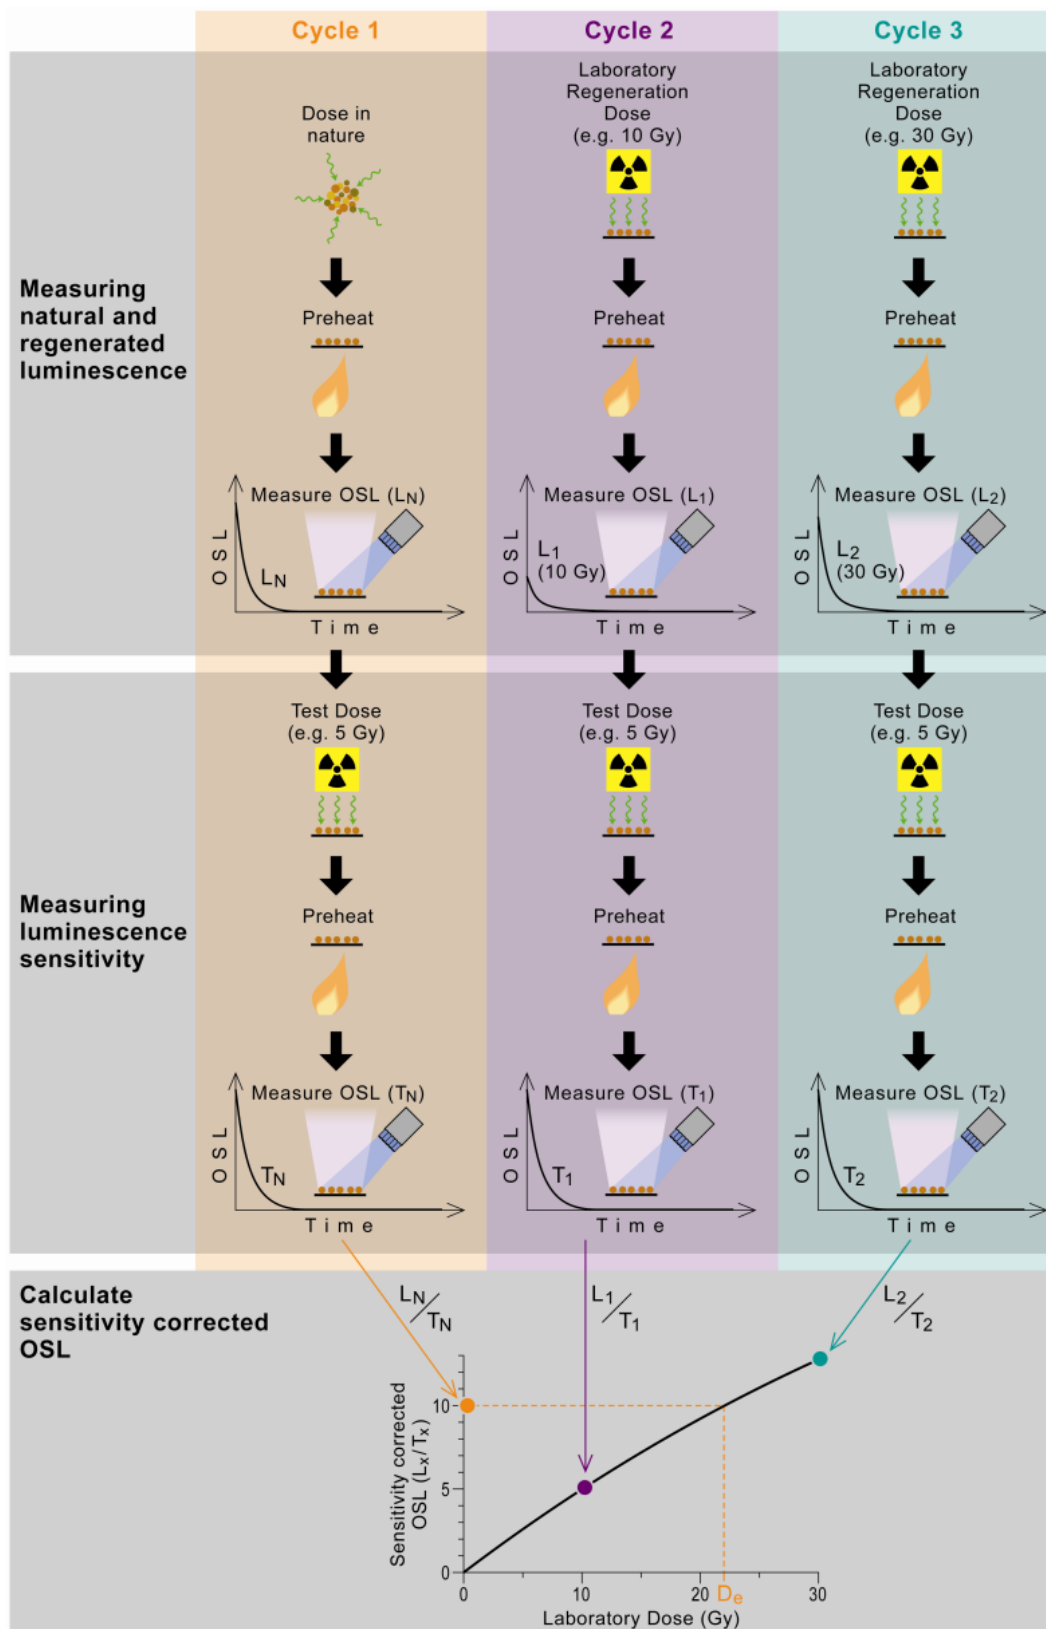 Cycle 1
Cycle 2
Cycle 3
Measuring
natural and
regenerated
luminescence
Dose in
nature
Laboratory
Regeneration
Dose
(e.g. 10 Gy)
Laboratory
Regeneration
Dose
(e.g. 30 Gy)
Preheat
Preheat
Preheat
Measure OSL (LN)
OSL
LN
Time
Measure OSL (L1)
OSL
L1
(10 Gy)
Time
Measure OSL (L2)
OSL
L2
(30 Gy)
Time
Measuring
luminescence
sensitivity
Test Dose
(e.g. 5 Gy)
Test Dose
(e.g. 5 Gy)
Test Dose
(e.g. 5 Gy)
Preheat
Preheat
Preheat
Measure OSL (TN)
OSL
TN
Time
Measure OSL (T1)
OSL
T1
Time
Measure OSL (T2)
OSL
T2
Time
Calculate
sensitivity corrected
OSL
LN/TN
L1/T1
L2/T2
Sensitivity corrected
OSL (Lx/Tx)
10
5
0
0
10
20
De
30
Laboratory Dose (Gy)